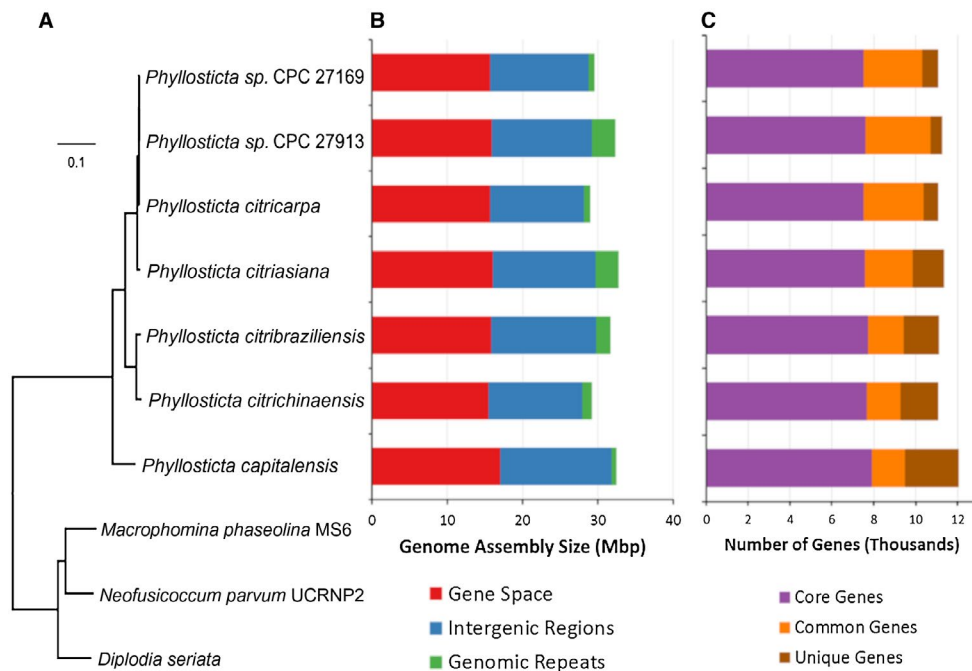 A
B
C
Phyllosticta sp. CPC 27169
Phyllosticta sp. CPC 27913
0.1
Phyllosticta citricarpa
Phyllosticta citriasiana
Phyllosticta citribraziliensis
Phyllosticta citrichinaensis
Phyllosticta capitalensis
Macrophomina phaseolina MS6
Neofusicoccum parvum UCRNP2
Diplodia seriata
0 10 20 30 40
Genome Assembly Size (Mbp)
Gene Space
Intergenic Regions
Genomic Repeats
0 2 4 6 8 10 12
Number of Genes (Thousands)
Core Genes
Common Genes
Unique Genes